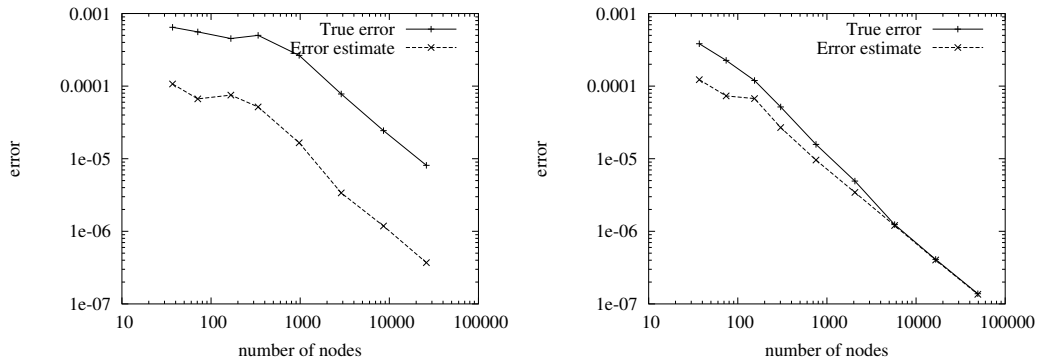 0.001
0.0001
1e-05
1e-06
1e-07
10
100
1000
10000
100000
error
number of nodes
True error
Error estimate
0.001
0.0001
1e-05
1e-06
1e-07
10
100
1000
10000
100000
error
number of nodes
True error
Error estimate